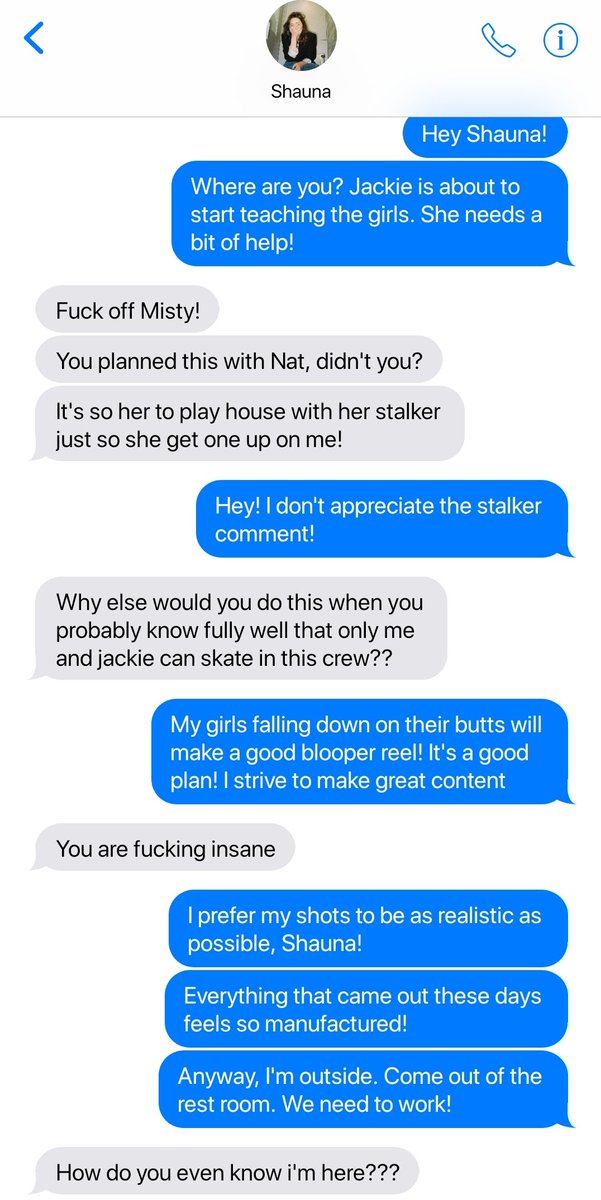 Shauna
Hey Shauna!
Where are you? Jackie is about to
start teaching the girls. She needs a
bit of help!
Fuck off Misty!
You planned this with Nat, didn't you?
It's so her to play house with her stalker
just so she get one up on me!
Hey! I don't appreciate the stalker
comment!
Why else would you do this when you
probably know fully well that only me
and jackie can skate in this crew??
My girls falling down on their butts will
make a good blooper reel! It's a good
plan! I strive to make great content
You are fucking insane
I prefer my shots to be as realistic as
possible, Shauna!
Everything that came out these days
feels so manufactured!
Anyway, I'm outside. Come out of the
rest room. We need to work!
How do you even know i'm here???